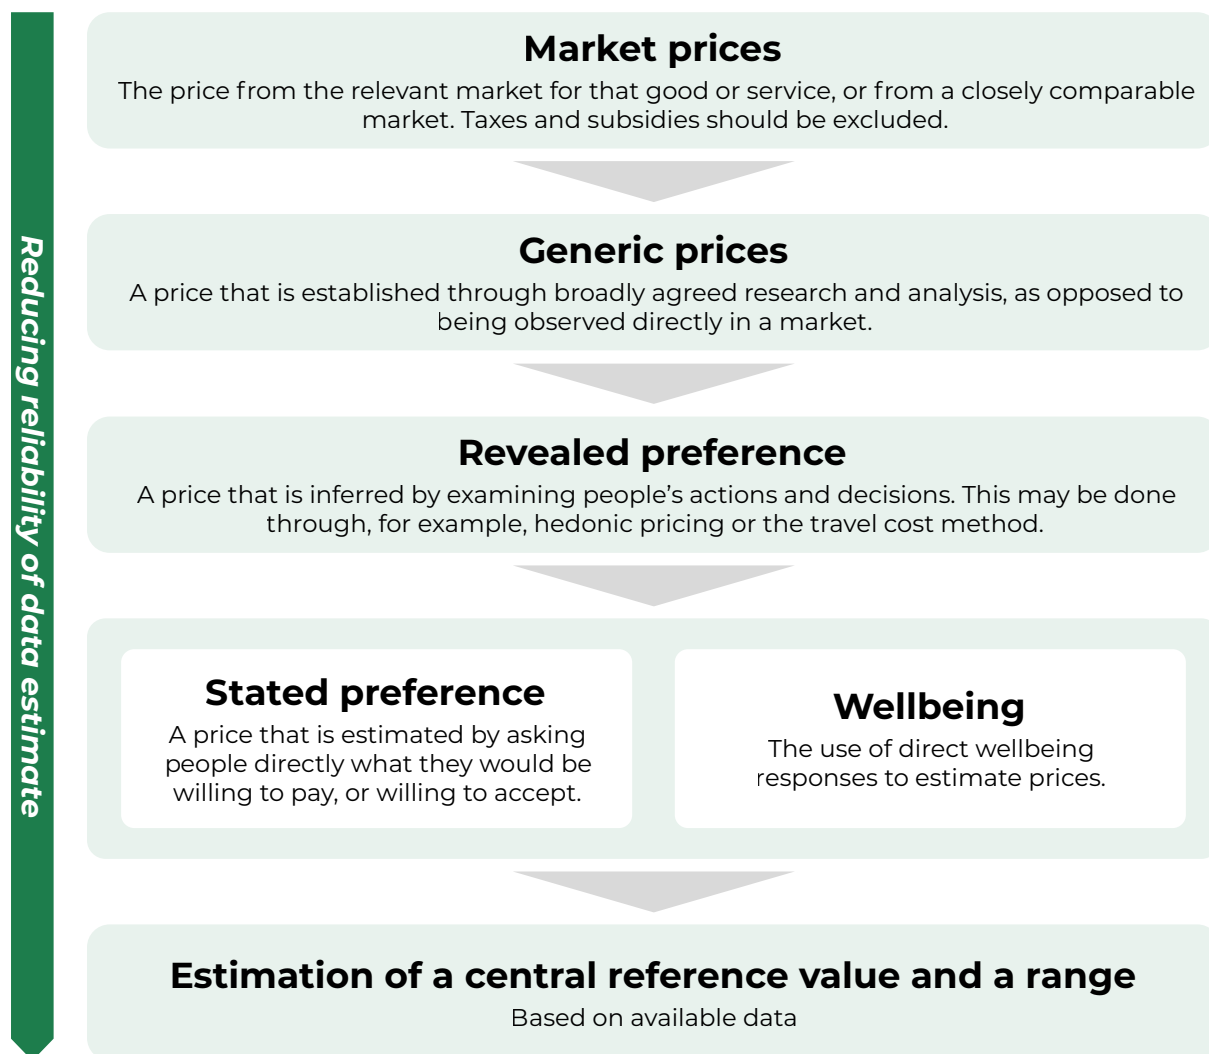 Reducing reliability of data estimate
Market prices
The price from the relevant market for that good or service, or from a closely comparable
market. Taxes and subsidies should be excluded.
Generic prices
A price that is established through broadly agreed research and analysis, as opposed to
being observed directly in a market.
Revealed preference
A price that is inferred by examining people’s actions and decisions. This may be done
through, for example, hedonic pricing or the travel cost method.
Stated preference
A price that is estimated by asking
people directly what they would be
willing to pay, or willing to accept.
Wellbeing
The use of direct wellbeing
responses to estimate prices.
Estimation of a central reference value and a range
Based on available data